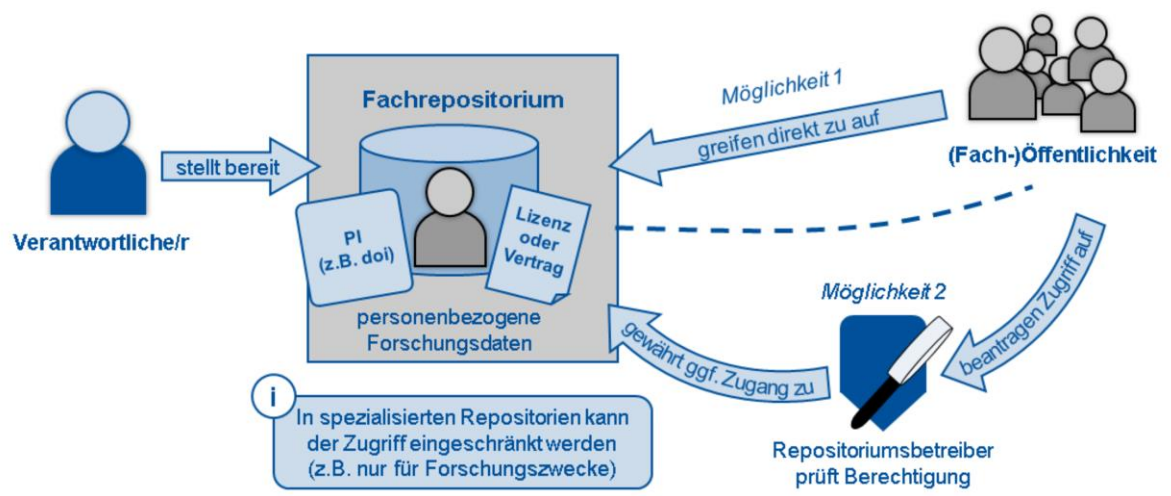 Verantwortliche/r
stellt bereit
Fachrepositorium
PI
(z.B. doi)
Lizenz
oder
Vertrag
personenbezogene
Forschungsdaten
Möglichkeit 1
greifen direkt zu auf
(Fach-)Öffentlichkeit
beantragen Zugriff auf
Möglichkeit 2
gewährt ggf. Zugang zu
Repositoriumsbetreiber
prüft Berechtigung
i
In spezialisierten Repositorien kann
der Zugriff eingeschränkt werden
(z.B. nur für Forschungszwecke)